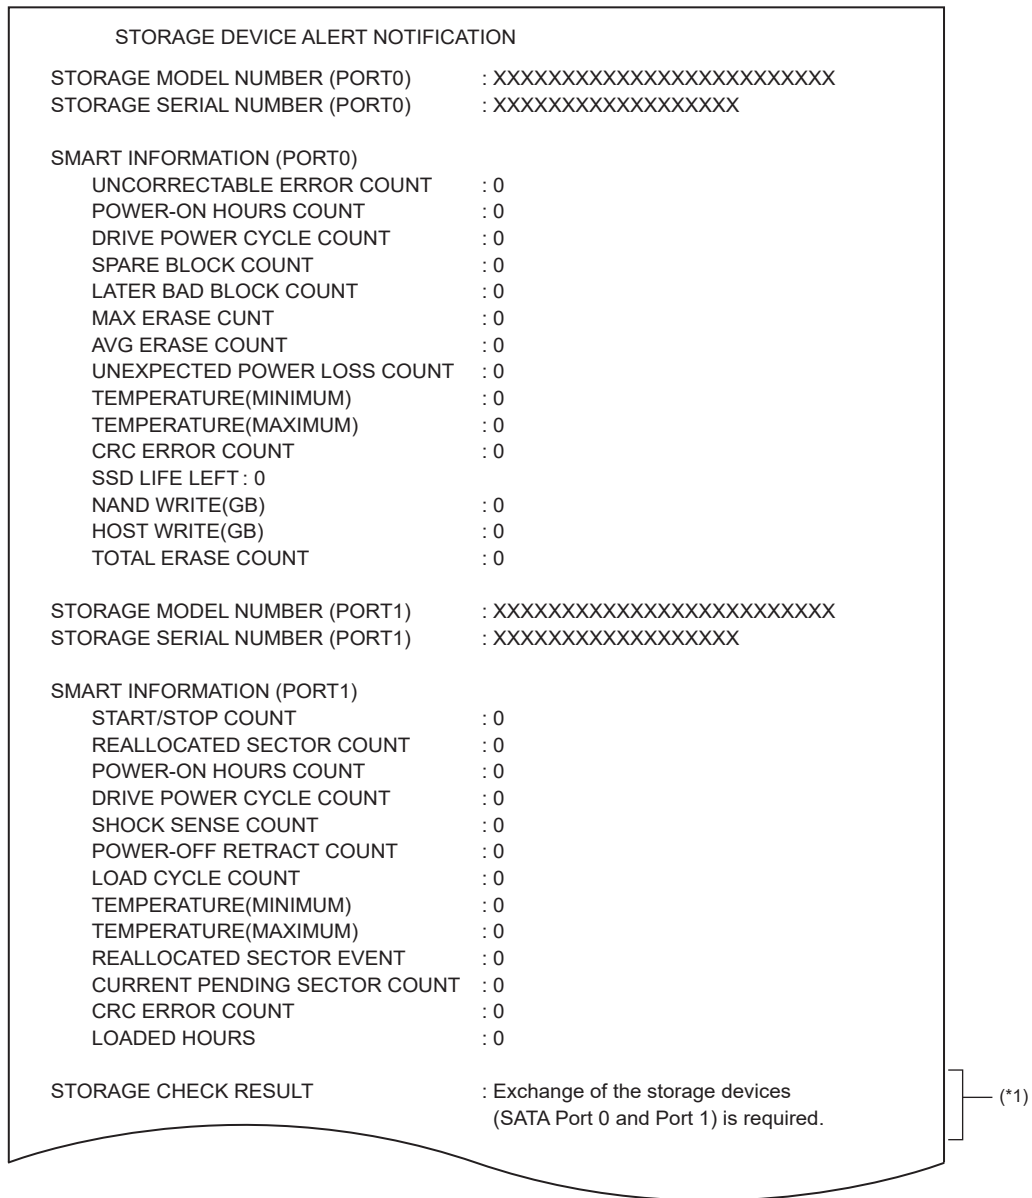 STORAGE DEVICE ALERT NOTIFICATION
STORAGE MODEL NUMBER (PORT0) : XXXXXXXXXXXXXXXXXXXXXXXXX
STORAGE SERIAL NUMBER (PORT0) : XXXXXXXXXXXXXXXXXX
SMART INFORMATION (PORT0)
UNCORRECTABLE ERROR COUNT : 0
POWER-ON HOURS COUNT : 0
DRIVE POWER CYCLE COUNT : 0
SPARE BLOCK COUNT : 0
LATER BAD BLOCK COUNT : 0
MAX ERASE CUNT : 0
AVG ERASE COUNT : 0
UNEXPECTED POWER LOSS COUNT : 0
TEMPERATURE(MINIMUM) : 0
TEMPERATURE(MAXIMUM) : 0
CRC ERROR COUNT : 0
SSD LIFE LEFT : 0
NAND WRITE(GB) : 0
HOST WRITE(GB) : 0
TOTAL ERASE COUNT : 0
STORAGE MODEL NUMBER (PORT1) : XXXXXXXXXXXXXXXXXXXXXXXXX
STORAGE SERIAL NUMBER (PORT1) : XXXXXXXXXXXXXXXXXX
SMART INFORMATION (PORT1)
START/STOP COUNT : 0
REALLOCATED SECTOR COUNT : 0
POWER-ON HOURS COUNT : 0
DRIVE POWER CYCLE COUNT : 0
SHOCK SENSE COUNT : 0
POWER-OFF RETRACT COUNT : 0
LOAD CYCLE COUNT : 0
TEMPERATURE(MINIMUM) : 0
TEMPERATURE(MAXIMUM) : 0
REALLOCATED SECTOR EVENT : 0
CURRENT PENDING SECTOR COUNT : 0
CRC ERROR COUNT : 0
LOADED HOURS : 0
STORAGE CHECK RESULT : Exchange of the storage devices
(SATA Port 0 and Port 1) is required.
(*1)